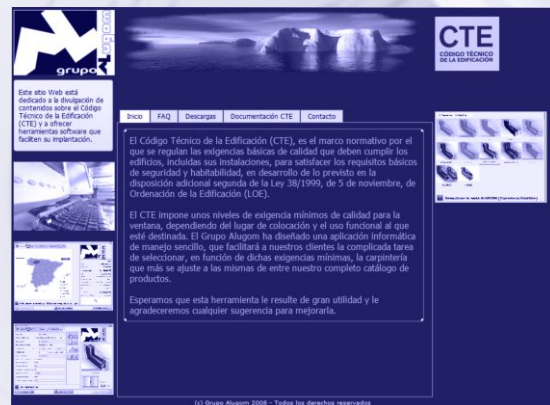 grupo Alugom
CTE
CÓDIGO TÉCNICO
DE LA EDIFICACIÓN
Este sitio Web está
dedicado a la divulgación de
contenidos sobre el Código
Técnico de la Edificación
(CTE) y a ofrecer
herramientas software que
faciliten su implantación.
Inicio FAQ Descargas Documentación CTE Contacto
El Código Técnico de la Edificación (CTE), es el marco normativo por el
que se regulan las exigencias básicas de calidad que deben cumplir los
edificios, incluidas sus instalaciones, para satisfacer los requisitos básicos
de seguridad y habitabilidad, en desarrollo de lo previsto en la
disposición adicional segunda de la Ley 38/1999, de 5 de noviembre, de
Ordenación de la Edificación (LOE).
El CTE impone unos niveles de exigencia mínimos de calidad para la
ventana, dependiendo del lugar de colocación y el uso funcional al que
esté destinada. El Grupo Alugom ha diseñado una aplicación informática
de manejo sencillo, que facilitará a nuestros clientes la complicada tarea
de seleccionar, en función de dichas exigencias mínimas, la carpintería
que más se ajuste a las mismas de entre nuestro completo catálogo de
productos.
Esperamos que esta herramienta le resulte de gran utilidad y le
agradeceremos cualquier sugerencia para mejorarla.
(c) Grupo Alugom 2008 - Todos los derechos reservados